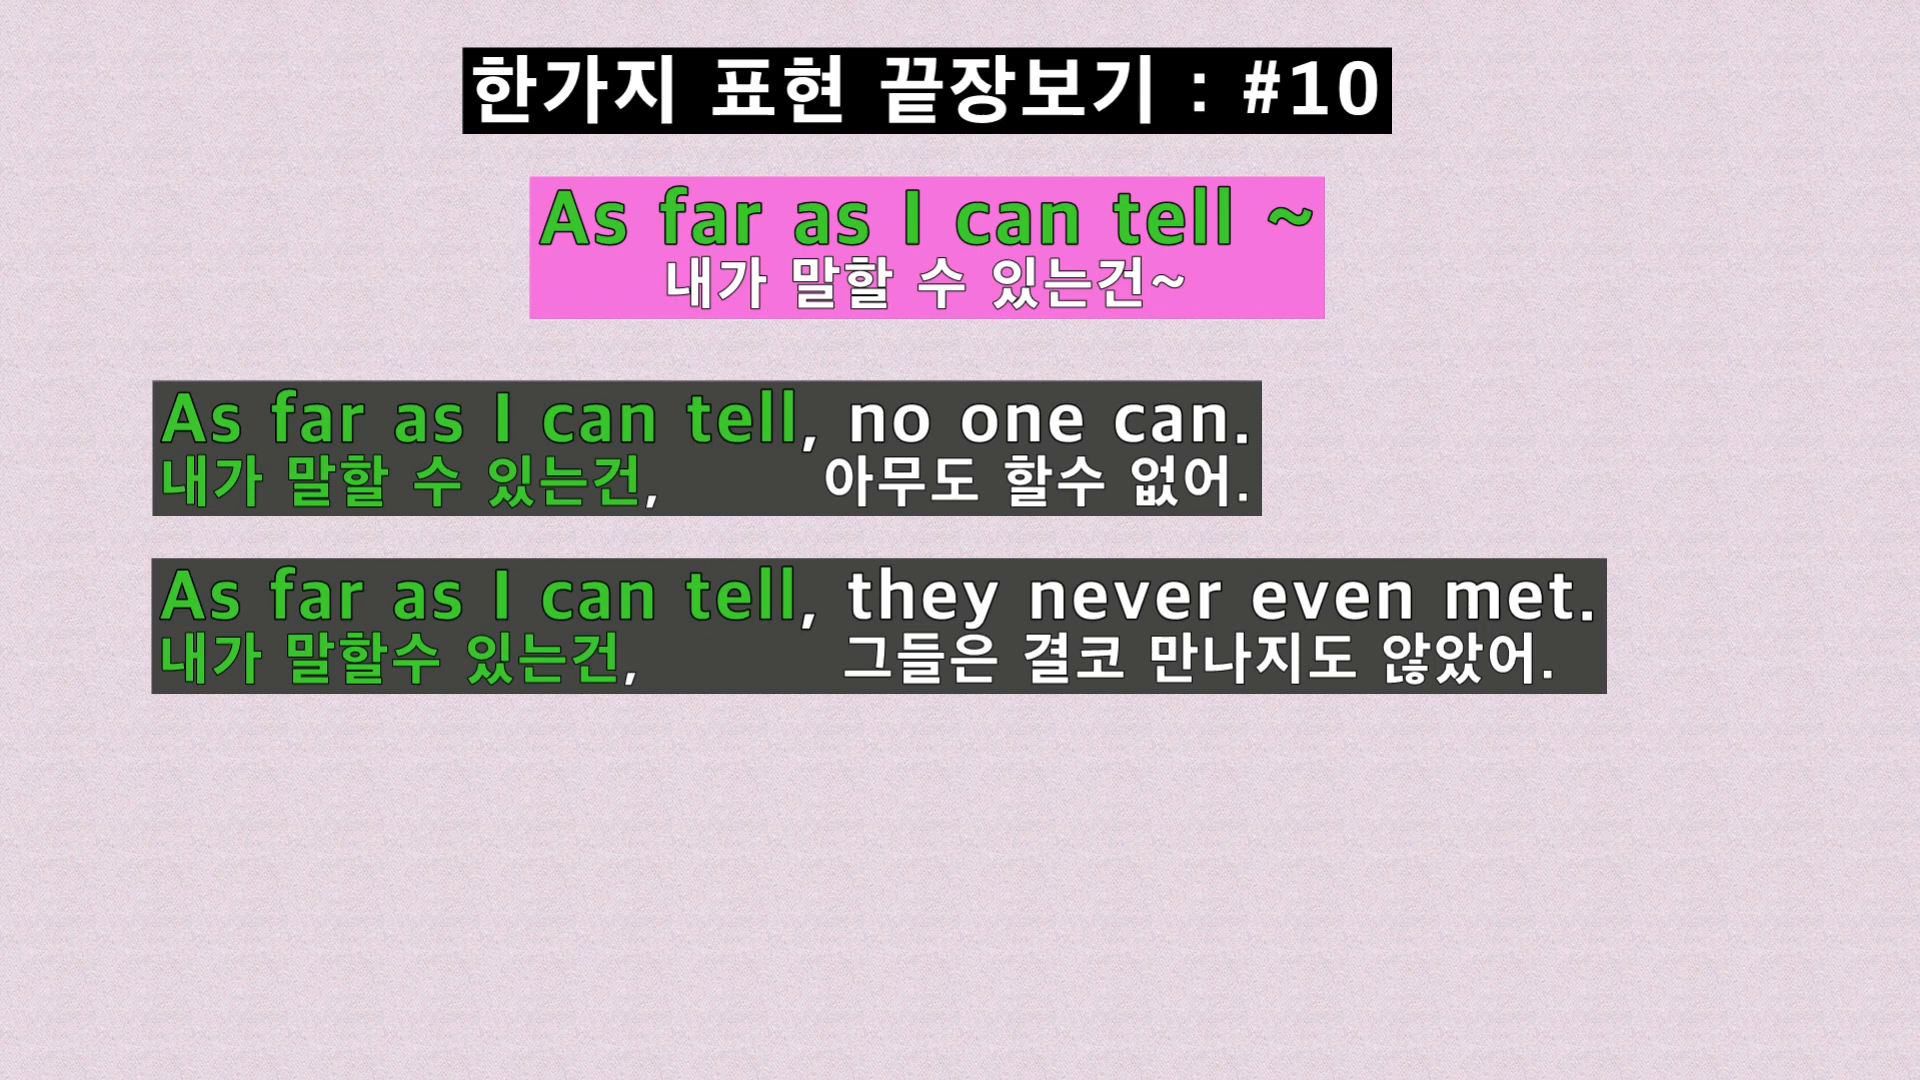 한가지 표현 끝장보기 : #10
As far as I can tell ~
내가 말할 수 있는건~
As far as I can tell, no one can.
내가 말할 수 있는건, 아무도 할수 없어.
As far as I can tell, they never even met.
내가 말할수 있는건, 그들은 결코 만나지도 않았어.